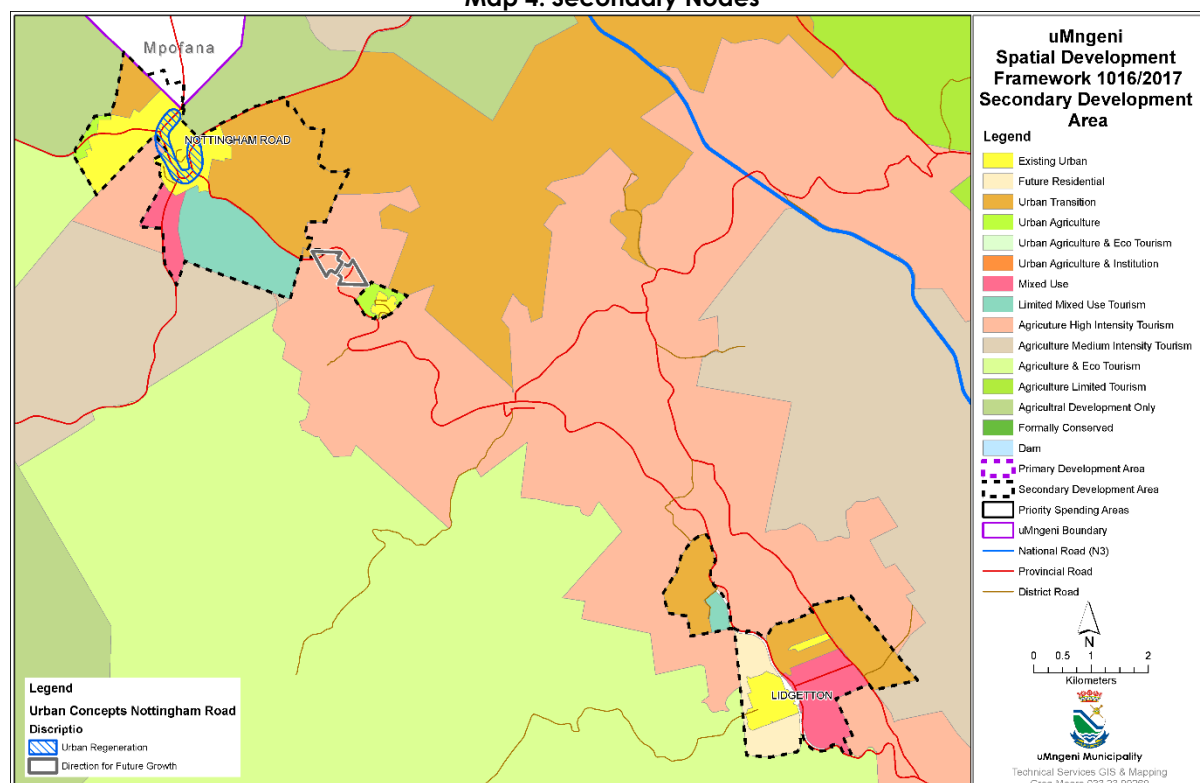 Map 4: Secondary Nodes
Mpofana
NOTTINGHAM ROAD
LIDGETTON
Legend
Urban Concepts Nottingham Road
Discriptio
Urban Regeneration
Direction for Future Growth
uMngeni
Spatial Development
Framework 1016/2017
Secondary Development
Area
Legend
Existing Urban
Future Residential
Urban Transition
Urban Agriculture
Urban Agriculture & Eco Tourism
Urban Agriculture & Institution
Mixed Use
Limited Mixed Use Tourism
Agricuture High Intensity Tourism
Agriculture Medium Intensity Tourism
Agriculture & Eco Tourism
Agriculture Limited Tourism
Agricultral Development Only
Formally Conserved
Dam
Primary Development Area
Secondary Development Area
Priority Spending Areas
uMngeni Boundary
National Road (N3)
Provincial Road
District Road
N
0 0.5 1 2
Kilometers
uMngeni Municipality
Technical Services GIS & Mapping